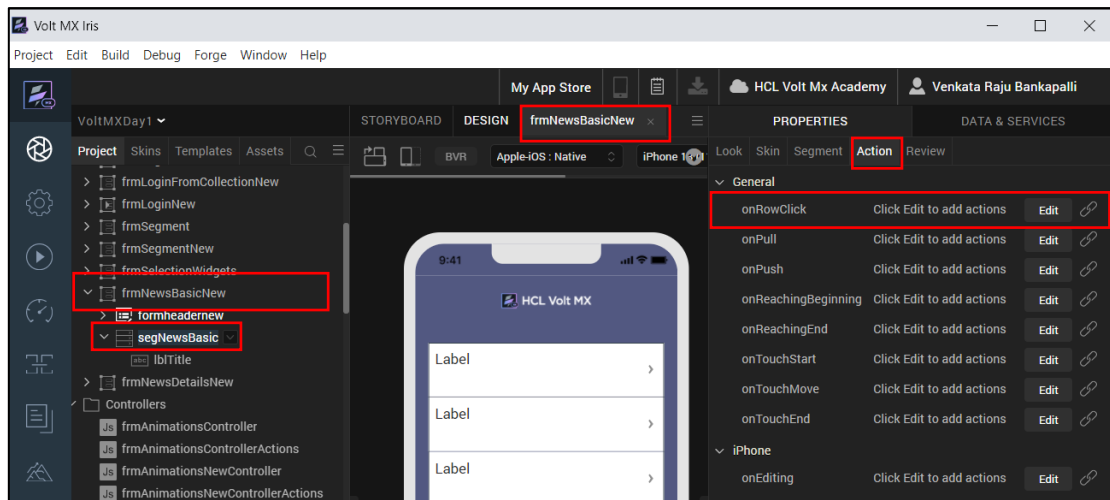 Volt MX Iris
Project Edit Build Debug Forge Window Help
My App Store HCL Volt Mx Academy Venkata Raju Bankapalli
VoltMXDay1 STORYBOARD DESIGN frmNewsBasicNew × PROPERTIES DATA & SERVICES
Project Skins Templates Assets BVR Apple-iOS : Native Look Skin Segment Action Review
frmLoginFromCollectionNew
frmLoginNew
frmSegment
frmSegmentNew
frmSelectionWidgets
frmNewsBasicNew
formheadernew
segNewsBasic
abc lblTitle
frmNewsDetailsNew
Controllers
Js frmAnimationsController
Js frmAnimationsControllerActions
Js frmAnimationsNewController
Js frmAnimationsNewControllerActions
9:41
HCL Volt MX
Label
Label
Label
General
onRowClick Click Edit to add actions Edit
onPull Click Edit to add actions Edit
onPush Click Edit to add actions Edit
onReachingBeginning Click Edit to add actions Edit
onReachingEnd Click Edit to add actions Edit
onTouchStart Click Edit to add actions Edit
onTouchMove Click Edit to add actions Edit
onTouchEnd Click Edit to add actions Edit
iPhone
onEditing Click Edit to add actions Edit